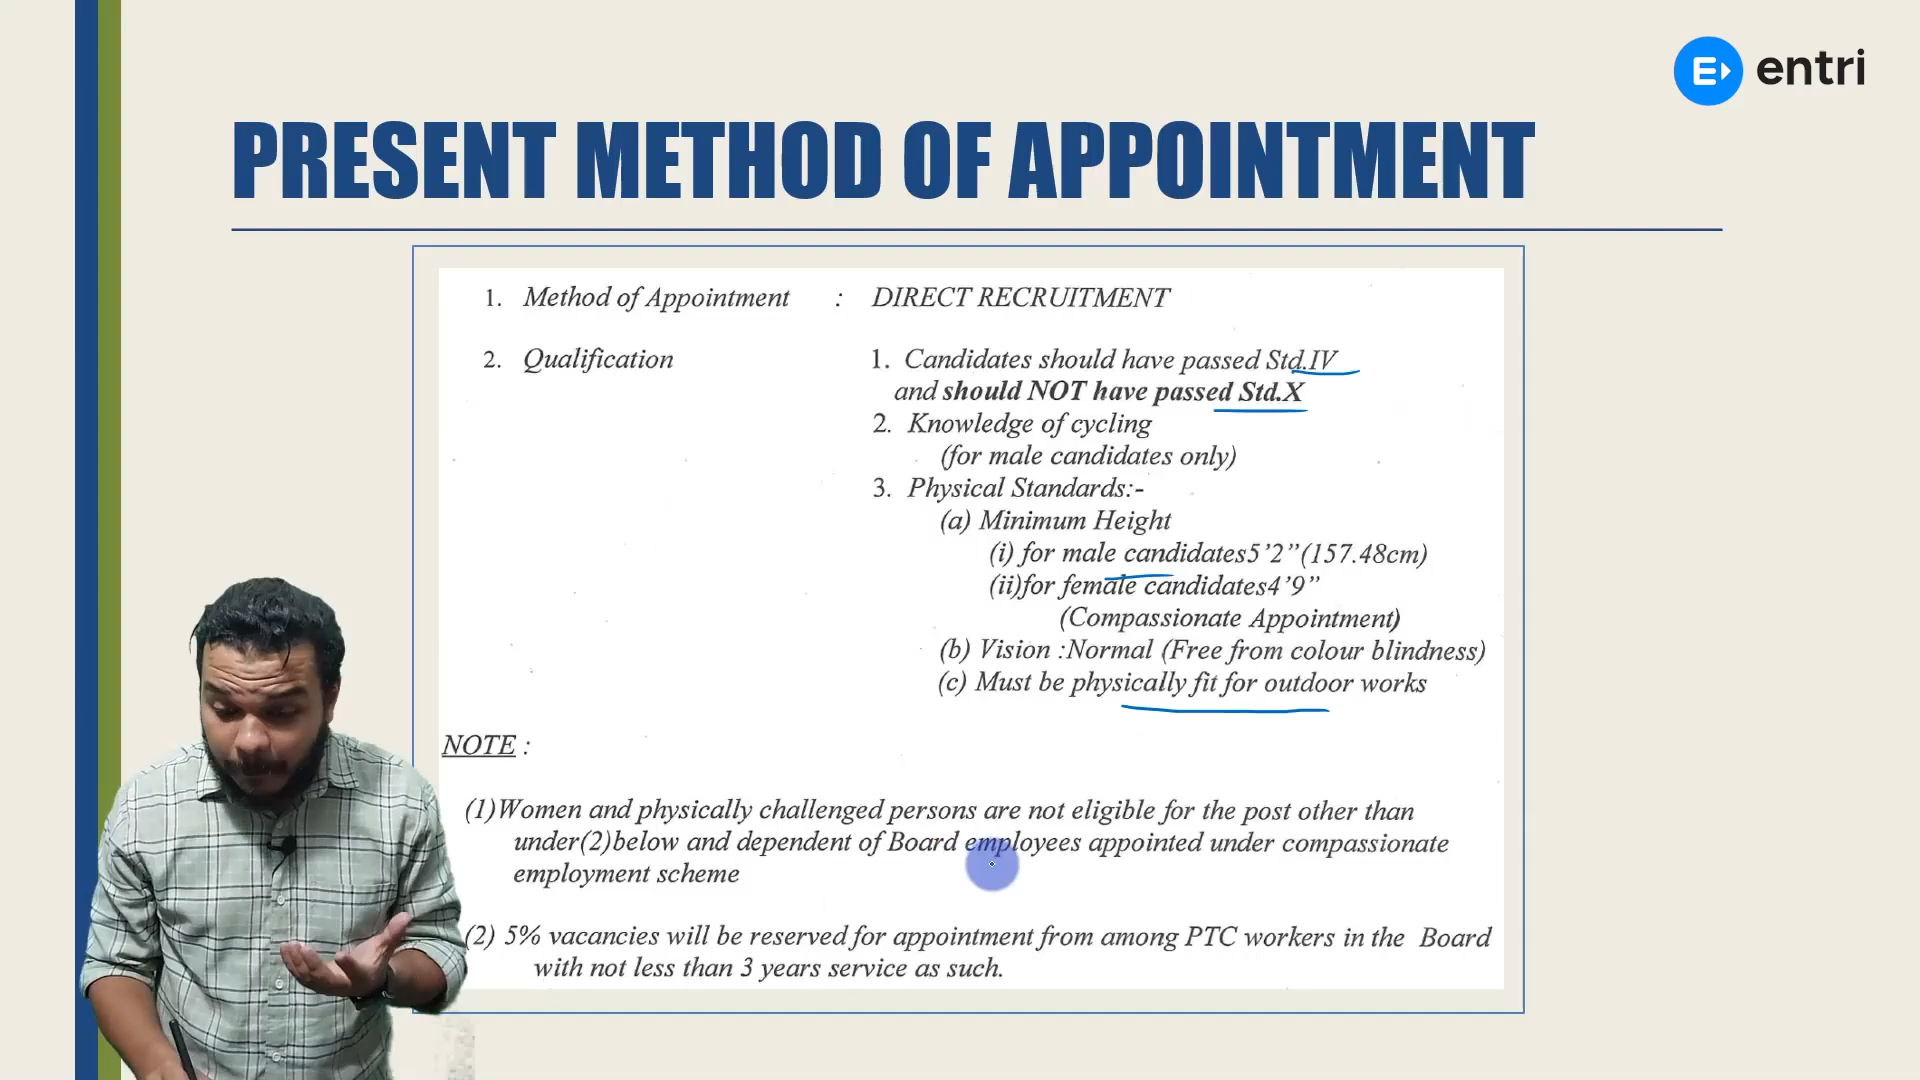 entri
PRESENT METHOD OF APPOINTMENT
1. Method of Appointment : DIRECT RECRUITMENT
2. Qualification 1. Candidates should have passed Std.IV
and should NOT have passed Std.X
2. Knowledge of cycling
(for male candidates only)
3. Physical Standards:-
(a) Minimum Height
(i) for male candidates5’2”(157.48cm)
(ii)for female candidates4’9”
(Compassionate Appointment)
(b) Vision :Normal (Free from colour blindness)
(c) Must be physically fit for outdoor works
NOTE :
(1)Women and physically challenged persons are not eligible for the post other than
under(2)below and dependent of Board employees appointed under compassionate
employment scheme
(2) 5% vacancies will be reserved for appointment from among PTC workers in the Board
with not less than 3 years service as such.